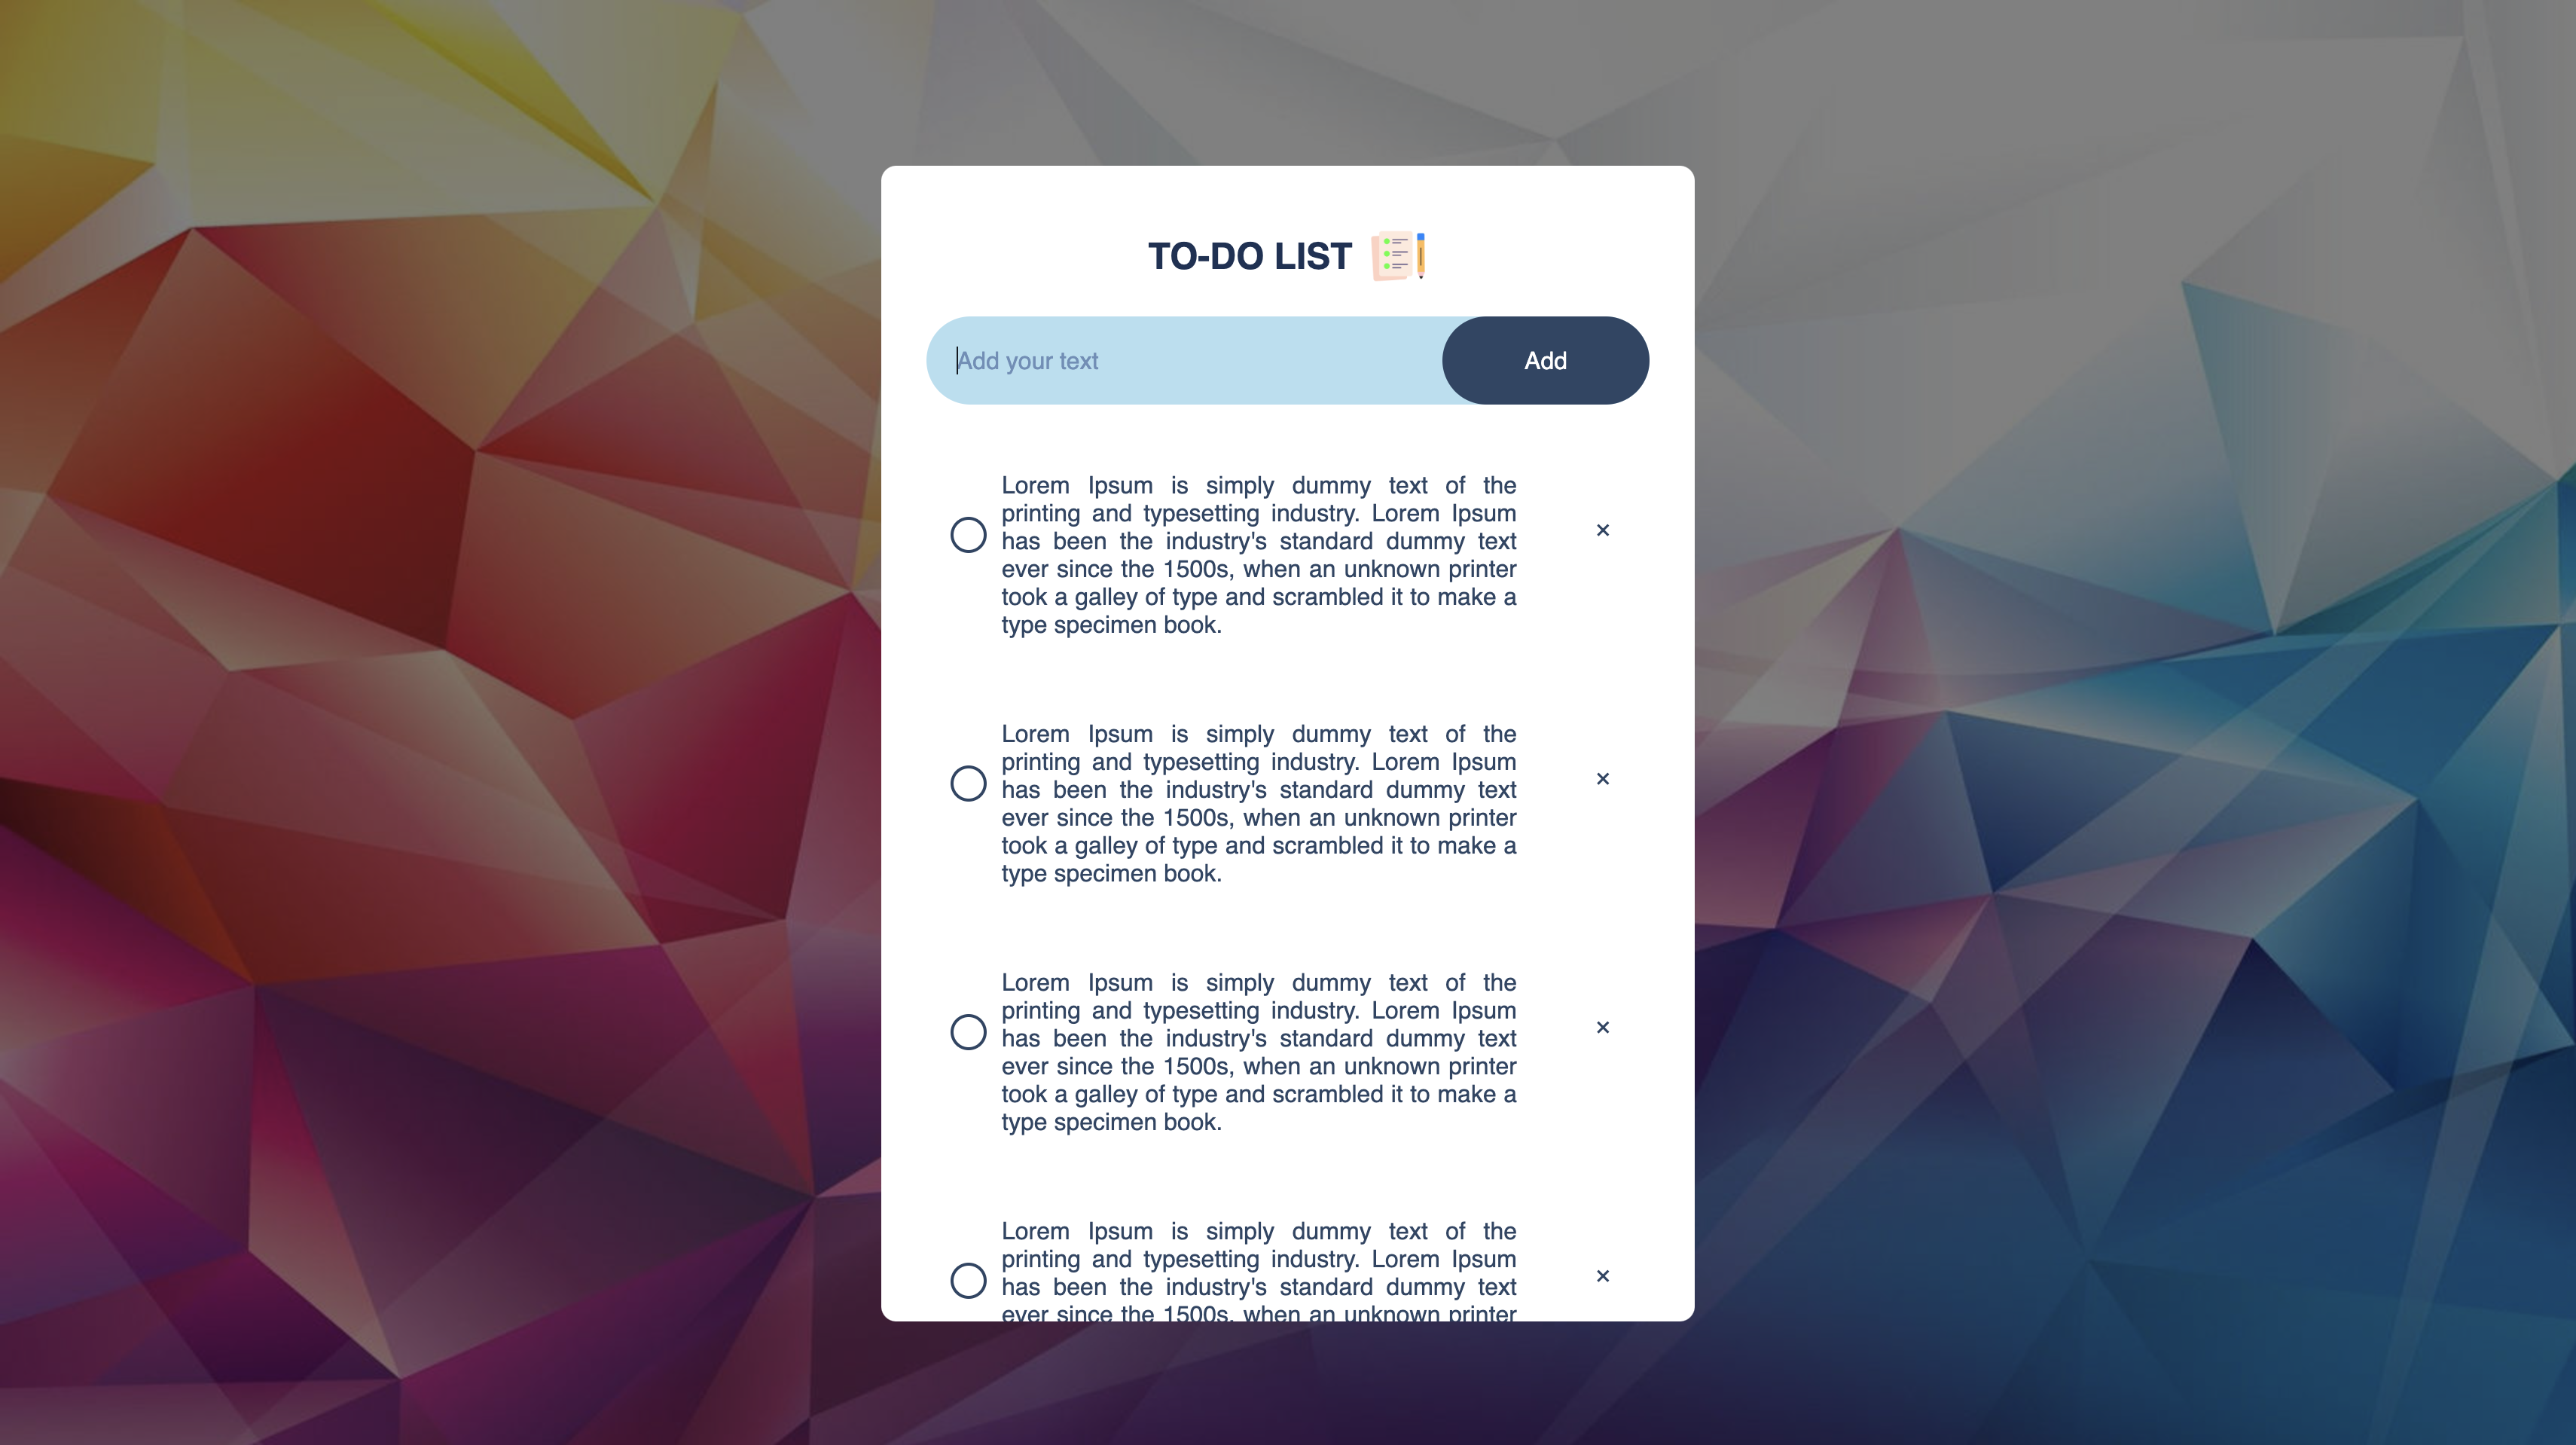 TO-DO LIST
Add your text
Add
Lorem Ipsum is simply dummy text of the
printing and typesetting industry. Lorem Ipsum
has been the industry's standard dummy text
ever since the 1500s, when an unknown printer
took a galley of type and scrambled it to make a
type specimen book.
×
Lorem Ipsum is simply dummy text of the
printing and typesetting industry. Lorem Ipsum
has been the industry's standard dummy text
ever since the 1500s, when an unknown printer
took a galley of type and scrambled it to make a
type specimen book.
×
Lorem Ipsum is simply dummy text of the
printing and typesetting industry. Lorem Ipsum
has been the industry's standard dummy text
ever since the 1500s, when an unknown printer
took a galley of type and scrambled it to make a
type specimen book.
×
Lorem Ipsum is simply dummy text of the
printing and typesetting industry. Lorem Ipsum
has been the industry's standard dummy text
ever since the 1500s, when an unknown printer
×